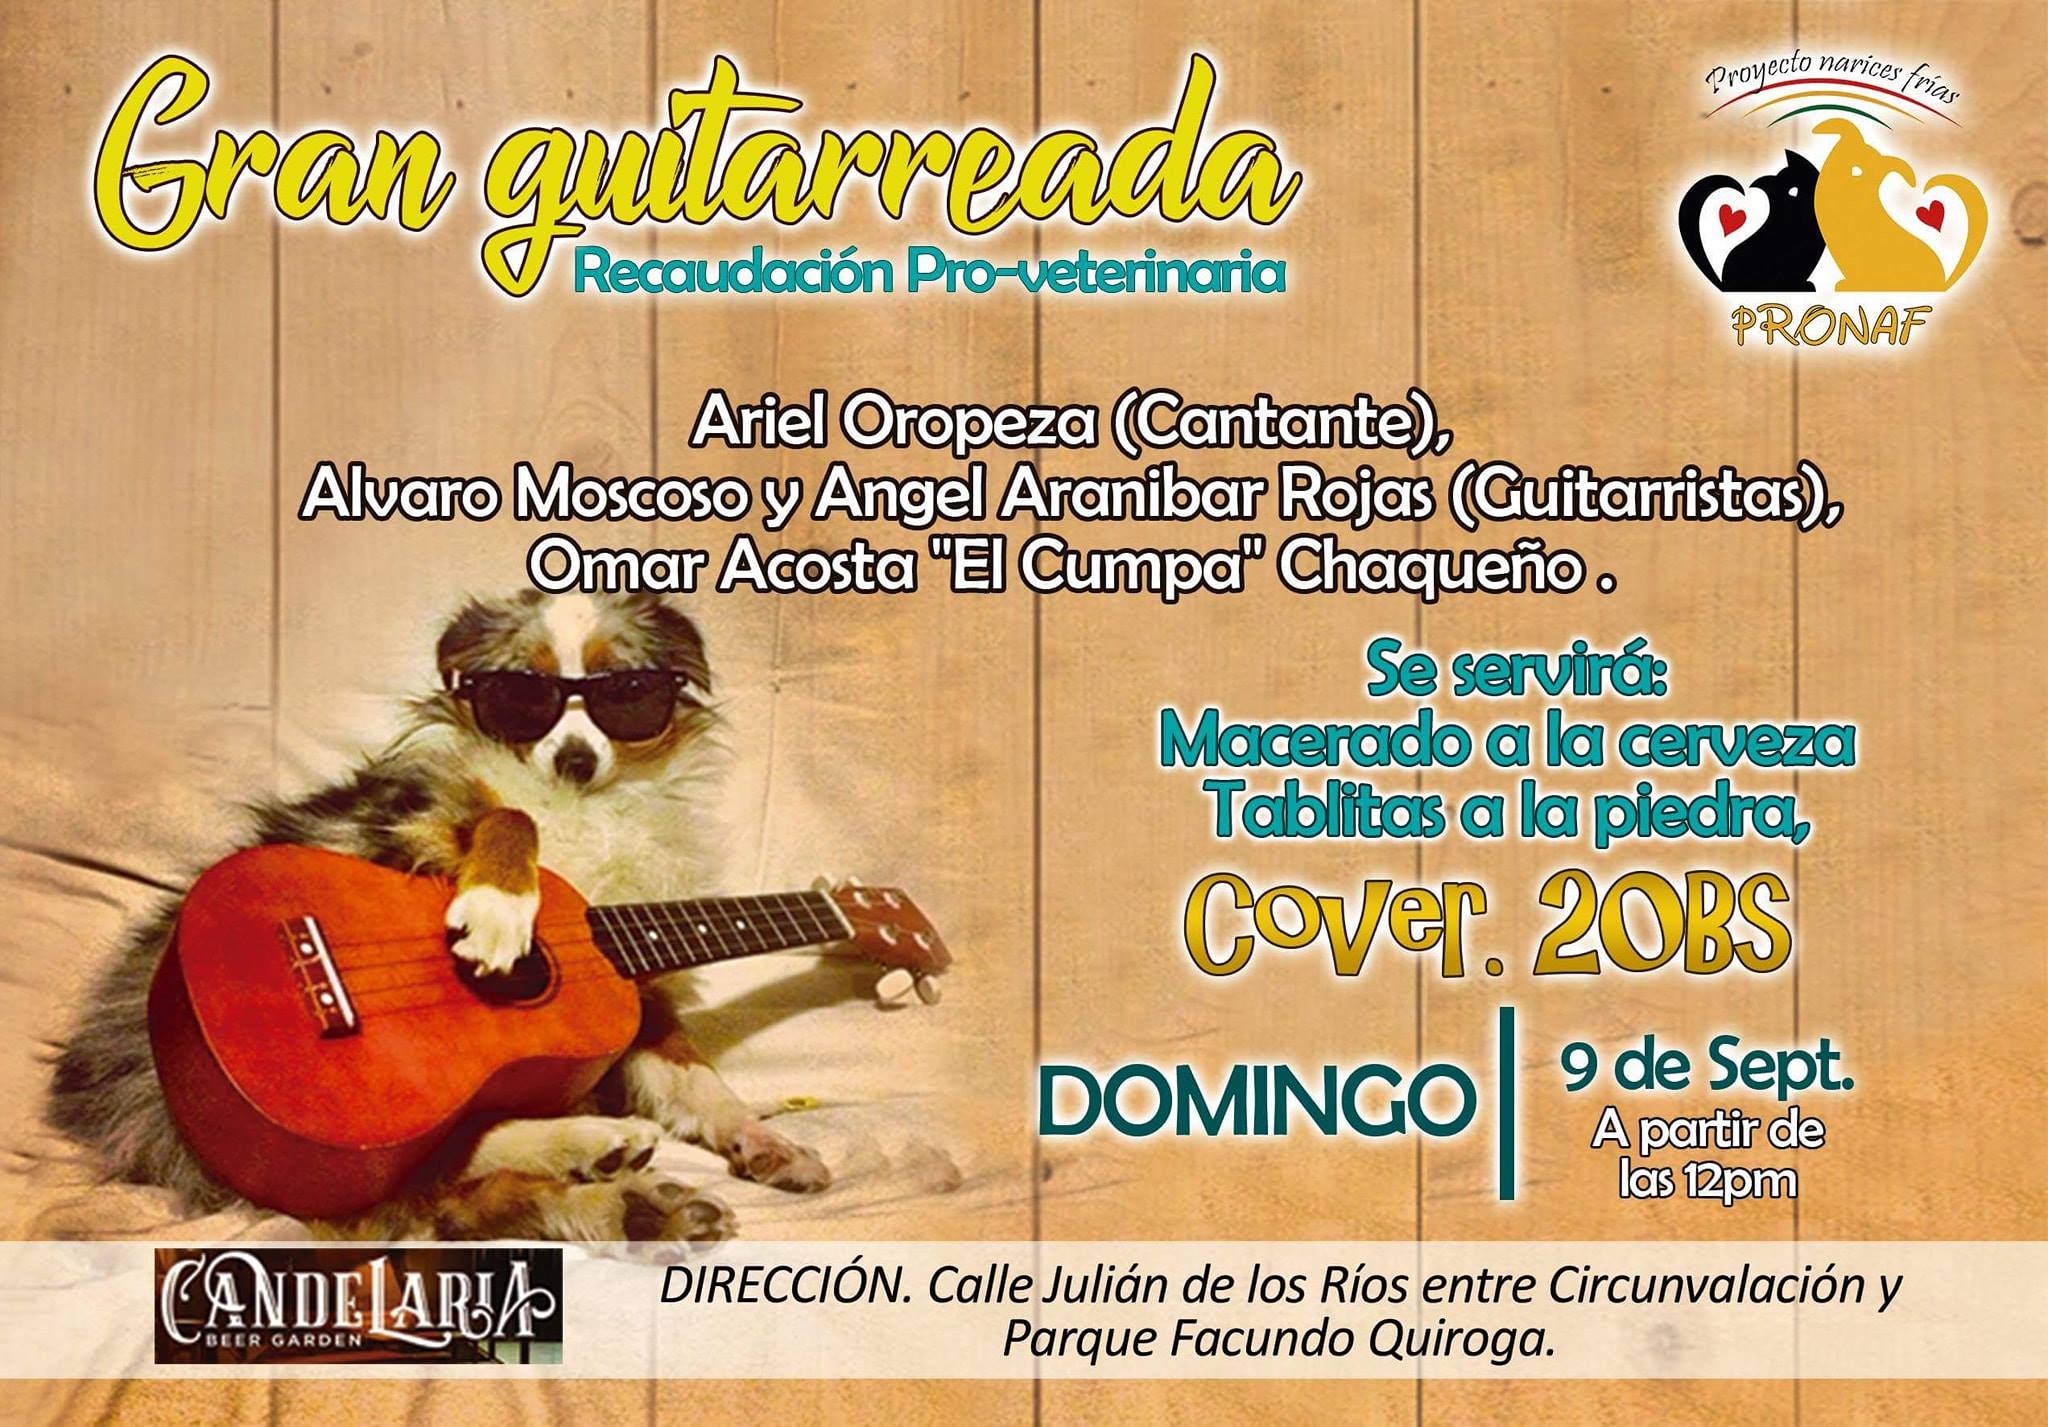 Gran guitarreada
Recaudación Pro-veterinaria
Proyecto narices frías
PRONAF
Ariel Oropeza (Cantante),
Alvaro Moscoso y Angel Aranibar Rojas (Guitarristas),
Omar Acosta "El Cumpa" Chaqueño .
Se servirá:
Macerado a la cerveza
Tablitas a la piedra,
Cover. 20BS
DOMINGO
9 de Sept.
A partir de
las 12pm
CANDELARIA
BEER GARDEN
DIRECCIÓN. Calle Julián de los Ríos entre Circunvalación y
Parque Facundo Quiroga.